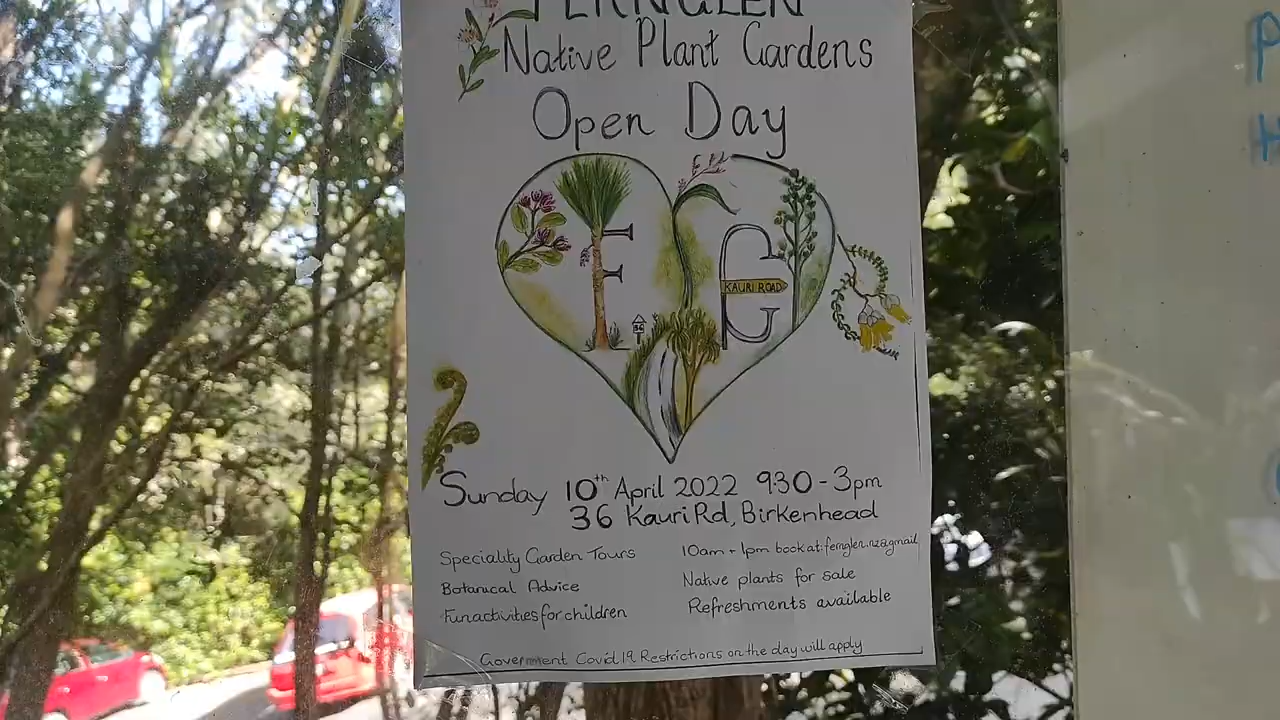 FERNGLEN
Native Plant Gardens
Open Day
F G
KAURI ROAD
36
Sunday 10th April 2022 930-3pm
36 Kauri Rd, Birkenhead
Speciality Garden Tours 10am - 1pm book at: fernglen.nz@gmail
Botanical Advice Native plants for sale
Fun activities for children Refreshments available
Government Covid 19 Restrictions on the day will apply